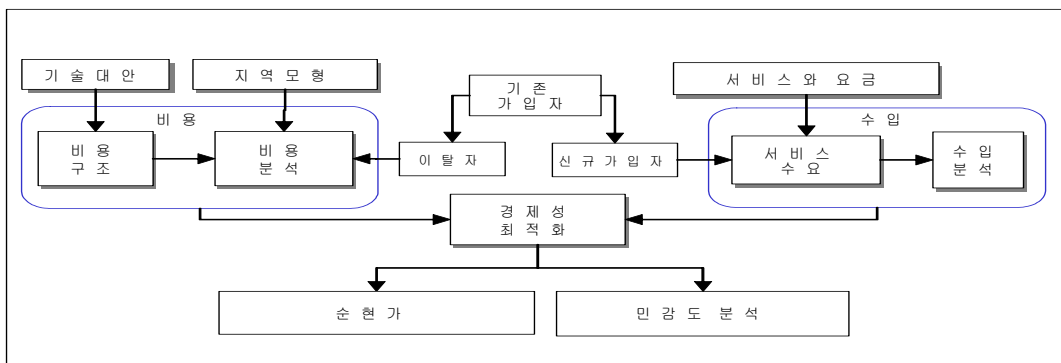 기술대안
지역모형
기존
가입자
서비스와 요금
비용
수입
비용
구조
비용
분석
이탈자
신규가입자
서비스
수요
수입
분석
경제성
최적화
순현가
민감도 분석